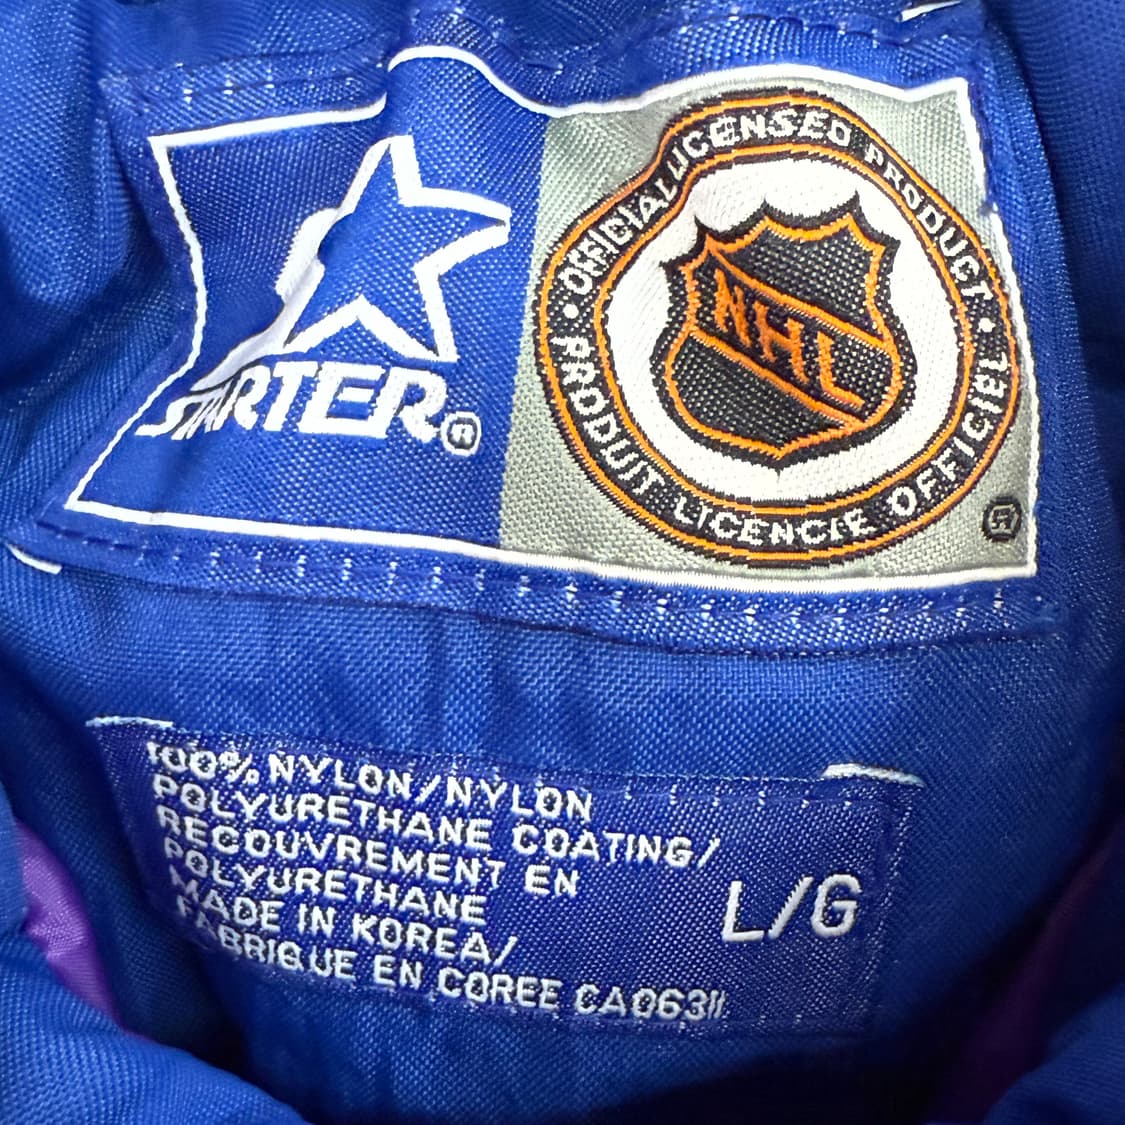 STARTER®
OFFICIAL LICENSED PRODUCT
• PRODUIT LICENCIE OFFICIEL •
NHL
®
100% NYLON/NYLON
POLYURETHANE COATING/
RECOUVREMENT EN
POLYURETHANE
MADE IN KOREA/
FABRIQUE EN COREE CA06311
L/G